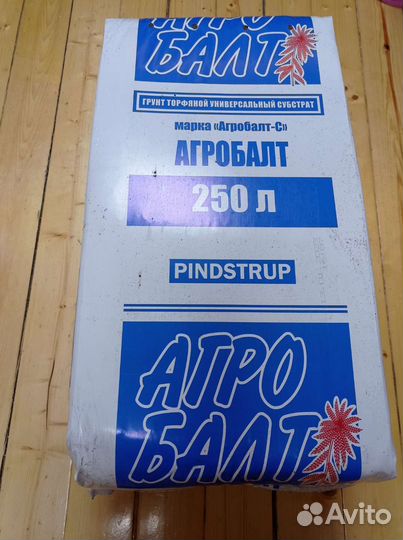 АГРО
БАЛТ
ГРУНТ ТОРФЯНОЙ УНИВЕРСАЛЬНЫЙ СУБСТРАТ
марка «Агробалт-С»
АГРОБАЛТ
250 Л
PINDSTRUP
АГРО
БАЛТ
Avito